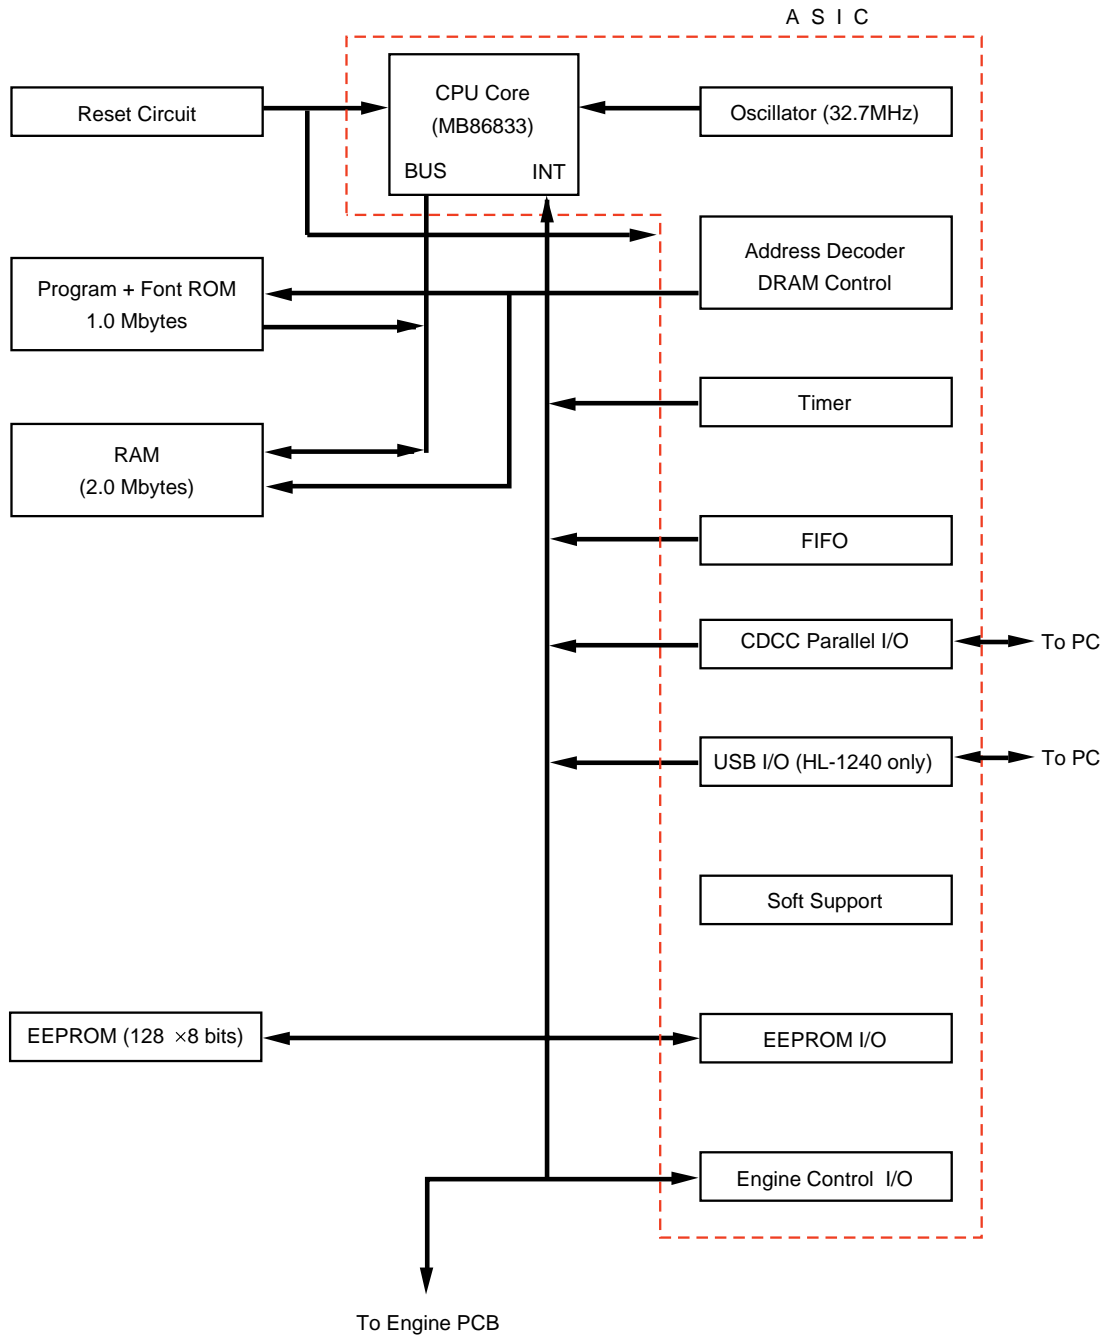 A S I C
CPU Core
(MB86833)
BUS INT
Reset Circuit
Oscillator (32.7MHz)
Address Decoder
DRAM Control
Program + Font ROM
1.0 Mbytes
Timer
RAM
(2.0 Mbytes)
FIFO
CDCC Parallel I/O
To PC
USB I/O (HL-1240 only)
To PC
Soft Support
EEPROM (128 ×8 bits)
EEPROM I/O
Engine Control I/O
To Engine PCB